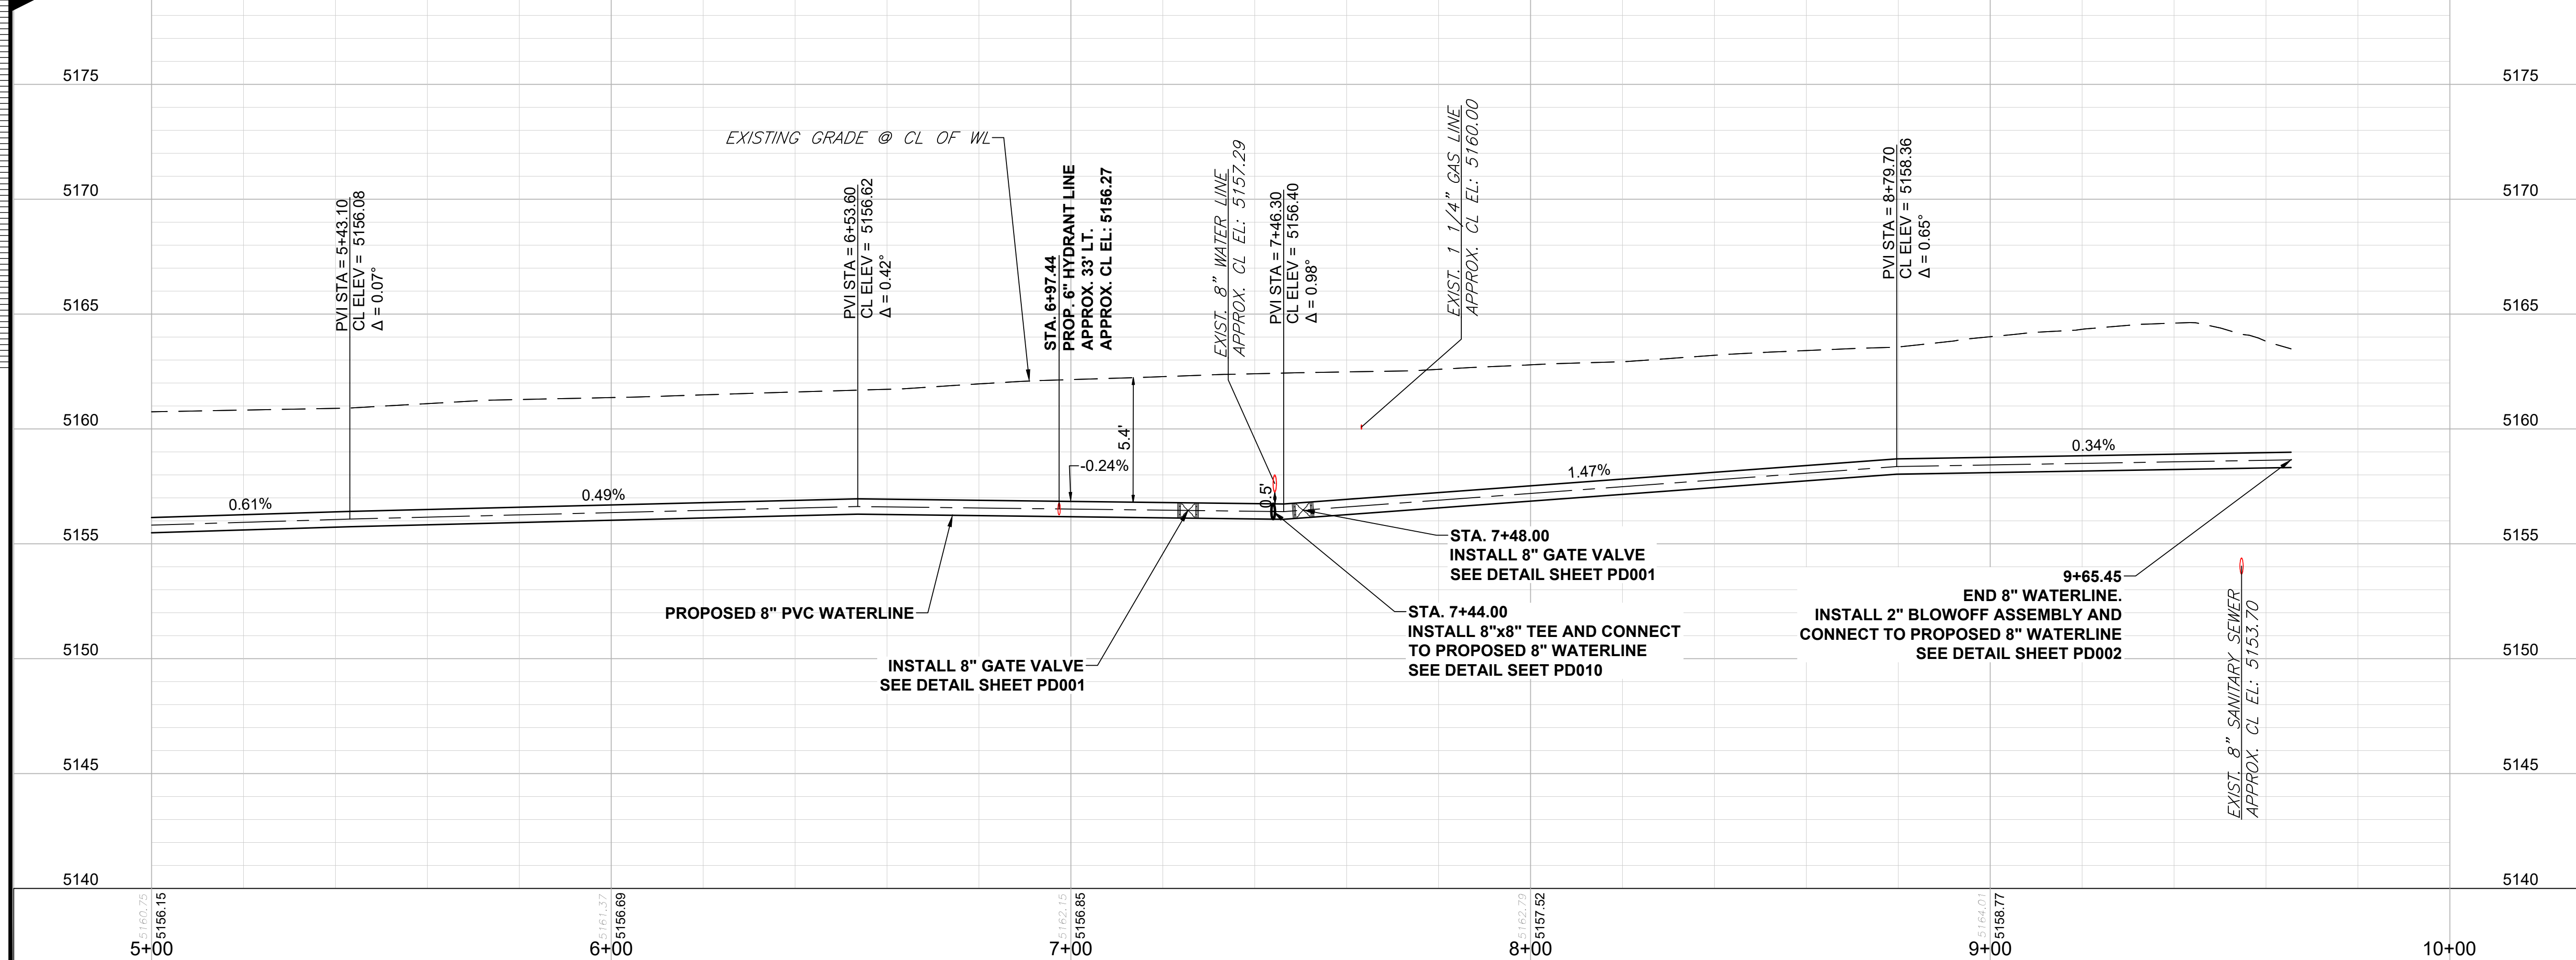 5175
5170
5165
5160
5155
5150
5145
5140
5175
5170
5165
5160
5155
5150
5145
5140
EXISTING GRADE @ CL OF WL
PVI STA = 5+43.10
CL ELEV = 5156.08
Δ = 0.07°
PVI STA = 6+53.60
CL ELEV = 5156.62
Δ = 0.42°
STA. 6+97.44
PROP. 6" HYDRANT LINE
APPROX. 33' LT.
APPROX. CL EL: 5156.27
EXIST. 8" WATER LINE
APPROX. CL EL: 5157.29
PVI STA = 7+46.30
CL ELEV = 5156.40
Δ = 0.98°
EXIST. 1 1/4" GAS LINE
APPROX. CL EL: 5160.00
PVI STA = 8+79.70
CL ELEV = 5158.36
Δ = 0.65°
0.61%
0.49%
-0.24%
5.4'
0.5'
1.47%
0.34%
PROPOSED 8" PVC WATERLINE
INSTALL 8" GATE VALVE
SEE DETAIL SHEET PD001
STA. 7+48.00
INSTALL 8" GATE VALVE
SEE DETAIL SHEET PD001
STA. 7+44.00
INSTALL 8"x8" TEE AND CONNECT
TO PROPOSED 8" WATERLINE
SEE DETAIL SEET PD010
9+65.45
END 8" WATERLINE.
INSTALL 2" BLOWOFF ASSEMBLY AND
CONNECT TO PROPOSED 8" WATERLINE
SEE DETAIL SHEET PD002
EXIST. 8" SANITARY SEWER
APPROX. CL EL: 5153.70
5160.75
5156.15
5161.37
5156.69
5162.15
5156.85
5162.79
5157.52
5164.01
5158.77
5+00
6+00
7+00
8+00
9+00
10+00